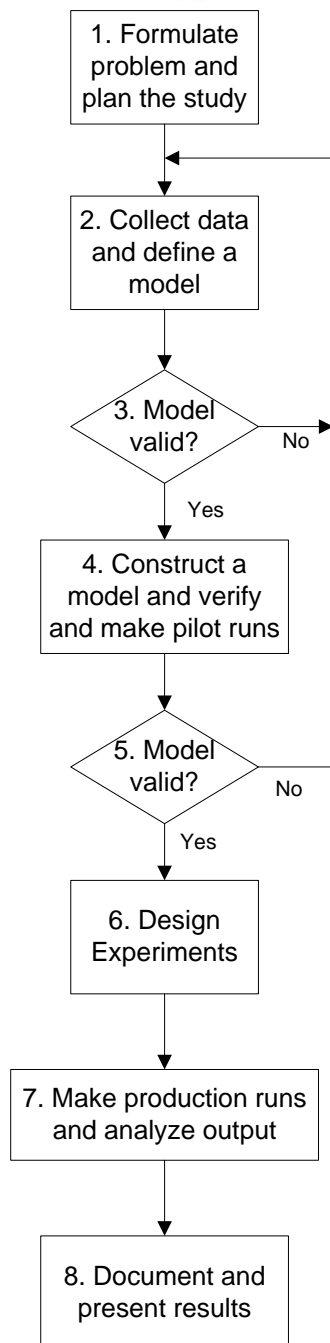 1. Formulate
problem and
plan the study
2. Collect data
and define a
model
3. Model
valid?
No
Yes
4. Construct a
model and verify
and make pilot runs
5. Model
valid?
No
Yes
6. Design
Experiments
7. Make production runs
and analyze output
8. Document and
present results